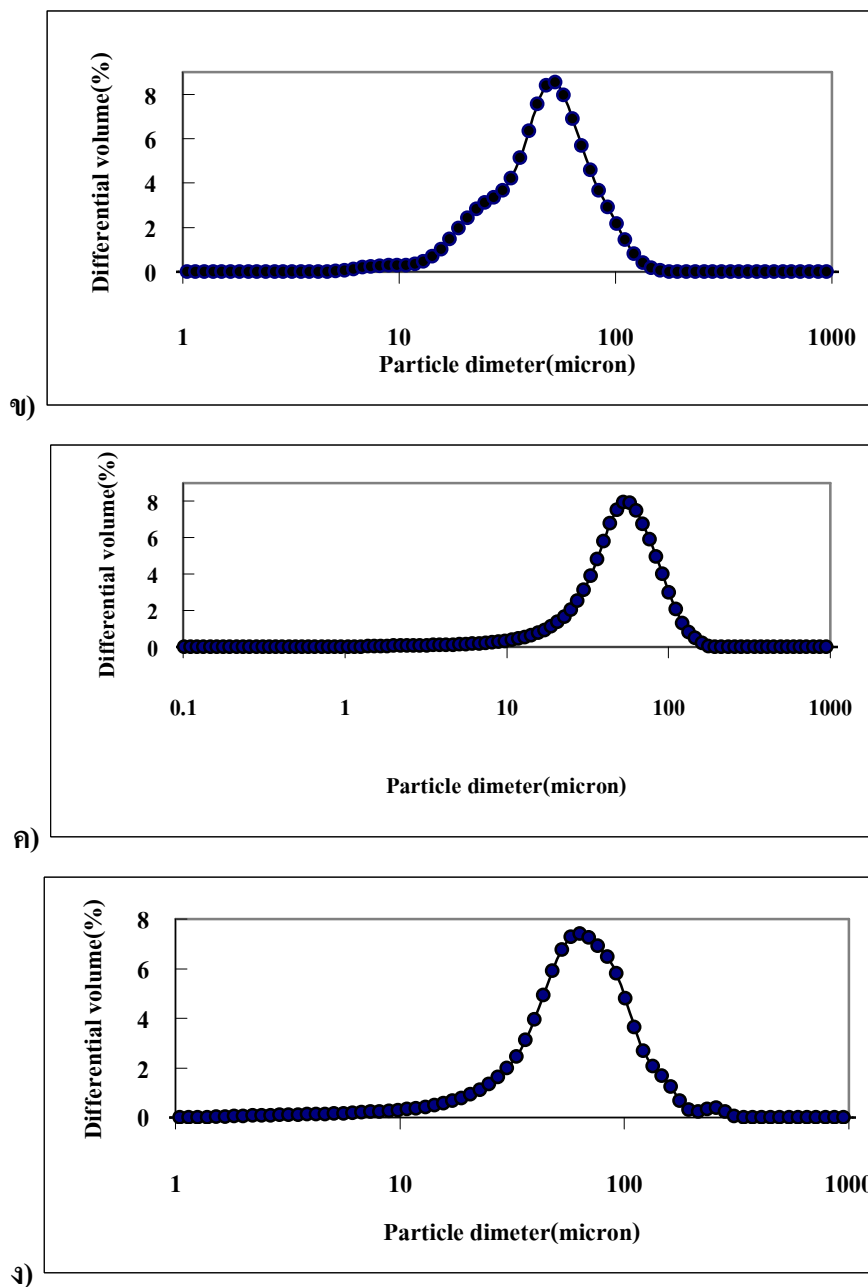 Differential volume(%)
8
6
4
2
0
1 10 100 1000
Particle dimeter(micron)
ข)
Differential volume(%)
8
6
4
2
0
0.1 1 10 100 1000
Particle dimeter(micron)
ค)
Differential volume(%)
8
6
4
2
0
1 10 100 1000
Particle dimeter(micron)
ง)